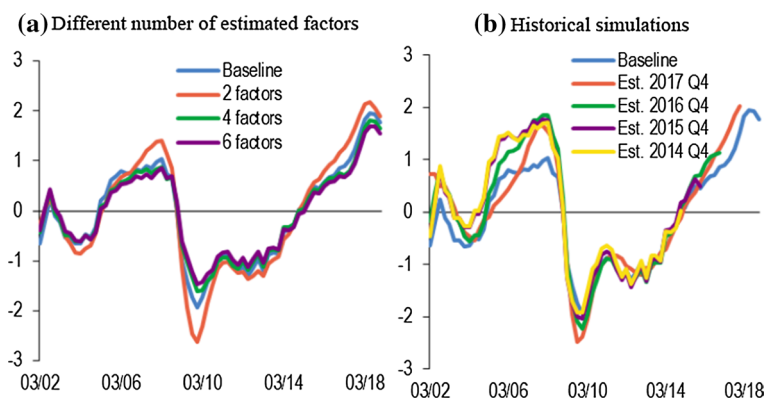 (a) Different number of estimated factors
3
2
1
0
-1
-2
-3
03/02 03/06 03/10 03/14 03/18
Baseline
2 factors
4 factors
6 factors
(b) Historical simulations
3
2
1
0
-1
-2
-3
03/02 03/06 03/10 03/14 03/18
Baseline
Est. 2017 Q4
Est. 2016 Q4
Est. 2015 Q4
Est. 2014 Q4